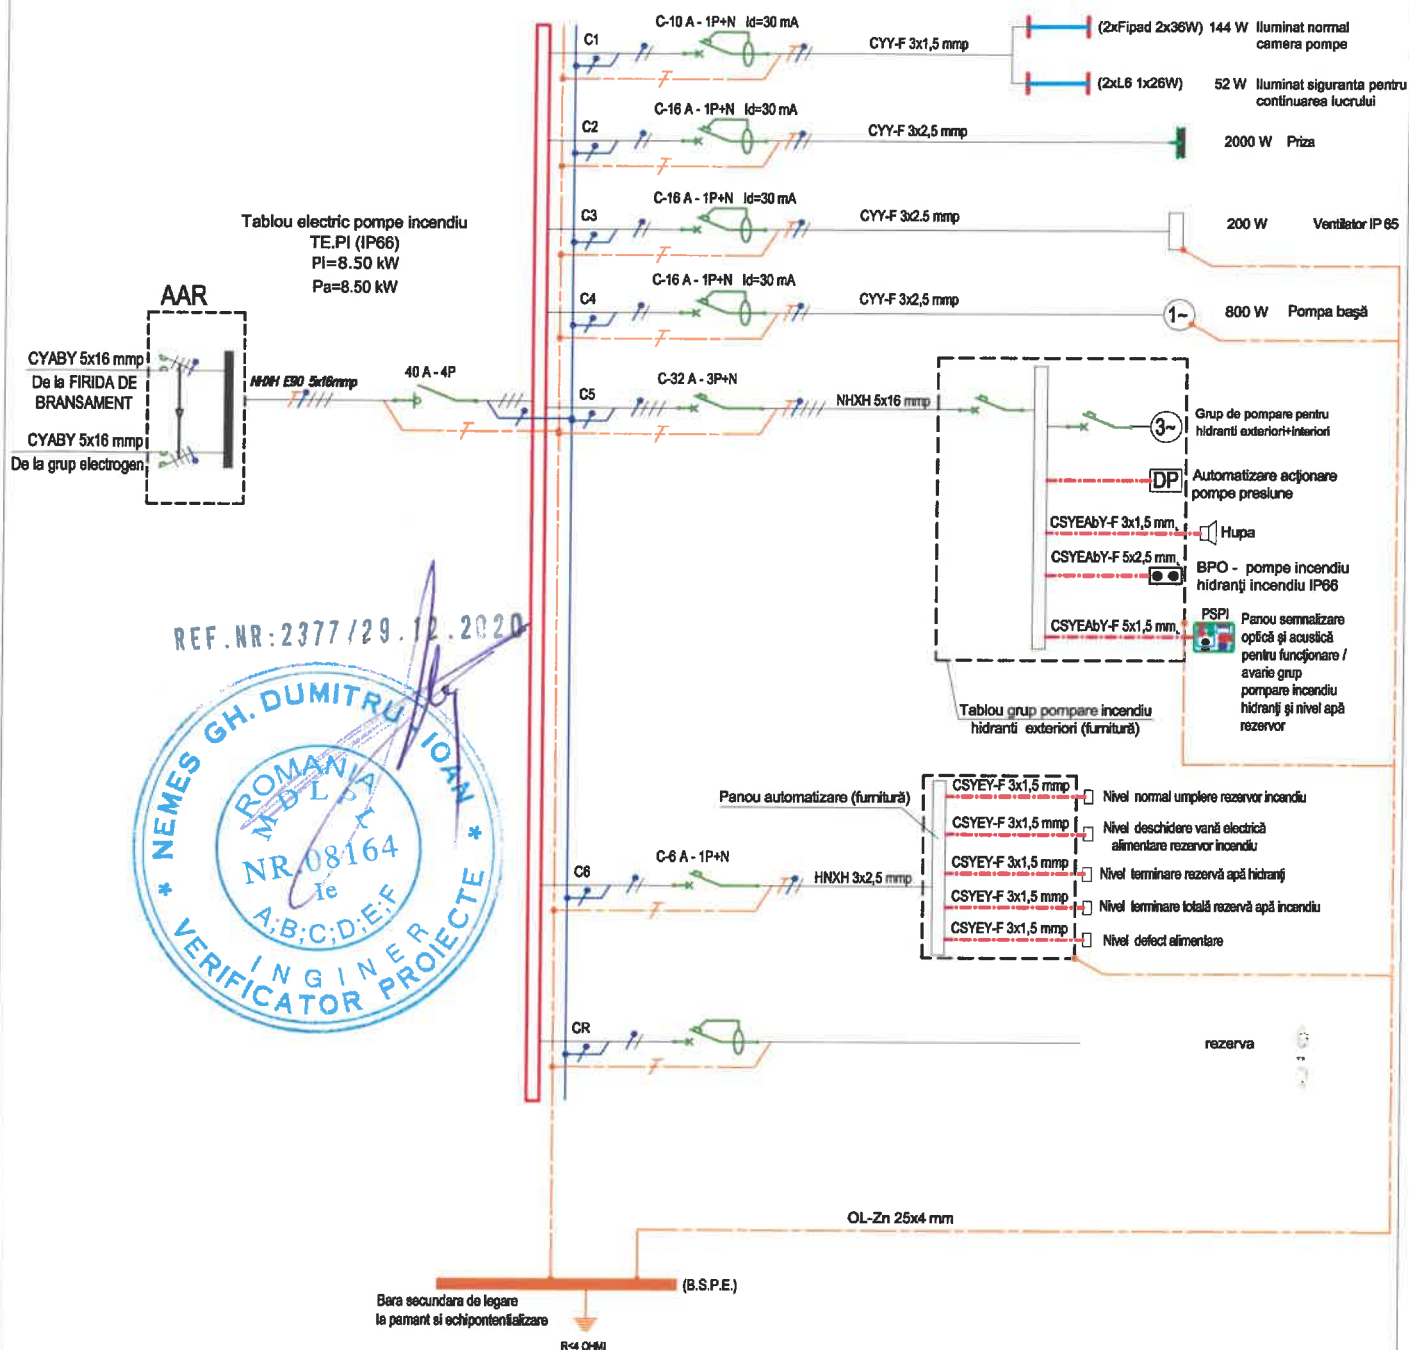 C1
C-10 A - 1P+N Id=30 mA
CYY-F 3x1,5 mmp
(2xFipad 2x36W) 144 W Iluminat normal
camera pompe
(2xL6 1x26W) 52 W Iluminat siguranta pentru
continuarea lucrului
C2
C-16 A - 1P+N Id=30 mA
CYY-F 3x2,5 mmp
2000 W Priza
C3
C-16 A - 1P+N Id=30 mA
CYY-F 3x2.5 mmp
200 W Ventilator IP 65
C4
C-16 A - 1P+N Id=30 mA
CYY-F 3x2,5 mmp
1~
800 W Pompa başă
Tablou electric pompe incendiu
TE.PI (IP66)
Pi=8.50 kW
Pa=8.50 kW
AAR
CYABY 5x16 mmp
De la FIRIDA DE
BRANSAMENT
CYABY 5x16 mmp
De la grup electrogen
NHXH E90 5x16mmp
40 A - 4P
C5
C-32 A - 3P+N
NHXH 5x16 mmp
3~
Grup de pompare pentru
hidranti exteriori+interiori
DP
Automatizare acționare
pompe presiune
CSYEAbY-F 3x1,5 mm
Hupa
CSYEAbY-F 5x2,5 mm
BPO - pompe incendiu
hidranți incendiu IP66
CSYEAbY-F 5x1,5 mm
PSPI
Panou semnalizare
optică și acustică
pentru funcționare /
avarie grup
pompare incendiu
hidranți și nivel apă
rezervor
Tablou grup pompare incendiu
hidranti exteriori (furnitură)
REF.NR:2377/29.12.2020
* NEMES GH. DUMITRU IOAN *
VERIFICATOR PROIECTE
INGINER
ROMANIA
M D L P L
NR 08164
Ie
A;B;C;D;E;F
Panou automatizare (furnitură)
C6
C-6 A - 1P+N
HNXH 3x2,5 mmp
CSYEY-F 3x1,5 mmp
Nivel normal umplere rezervor incendiu
CSYEY-F 3x1,5 mmp
Nivel deschidere vană electrică
alimentare rezervor incendiu
CSYEY-F 3x1,5 mmp
Nivel terminare rezervă apă hidranți
CSYEY-F 3x1,5 mmp
Nivel terminare totală rezervă apă incendiu
CSYEY-F 3x1,5 mmp
Nivel defect alimentare
CR
rezerva
OL-Zn 25x4 mm
(B.S.P.E.)
Bara secundara de legare
la pamant si echipontentializare
R<4 OHMI